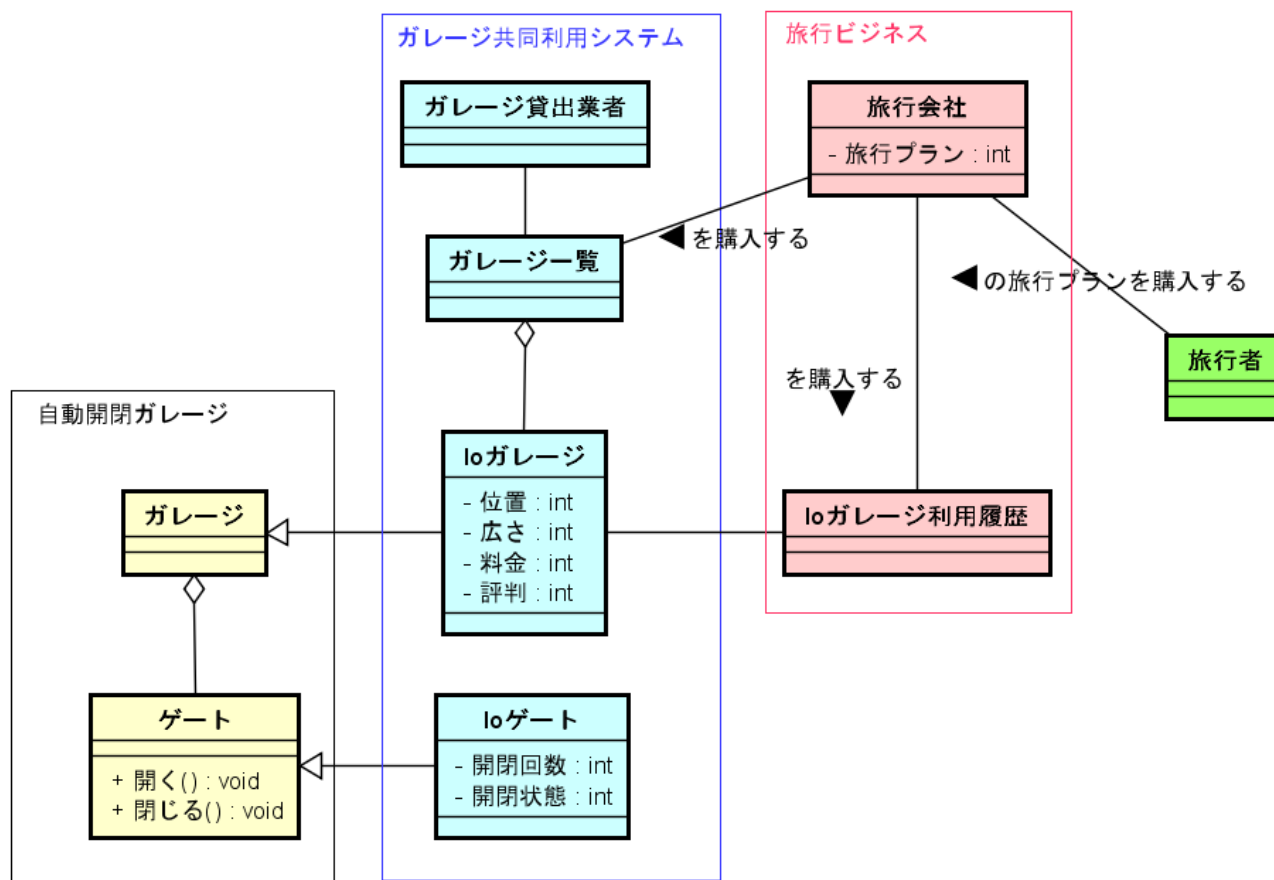 ガレージ共同利用システム
旅行ビジネス
ガレージ貸出業者
旅行会社
- 旅行プラン : int
ガレージ一覧
◀ を購入する
◀ の旅行プランを購入する
旅行者
を購入する
▼
自動開閉ガレージ
ガレージ
Ioガレージ
- 位置 : int
- 広さ : int
- 料金 : int
- 評判 : int
Ioガレージ利用履歴
ゲート
+ 開く() : void
+ 閉じる() : void
Ioゲート
- 開閉回数 : int
- 開閉状態 : int